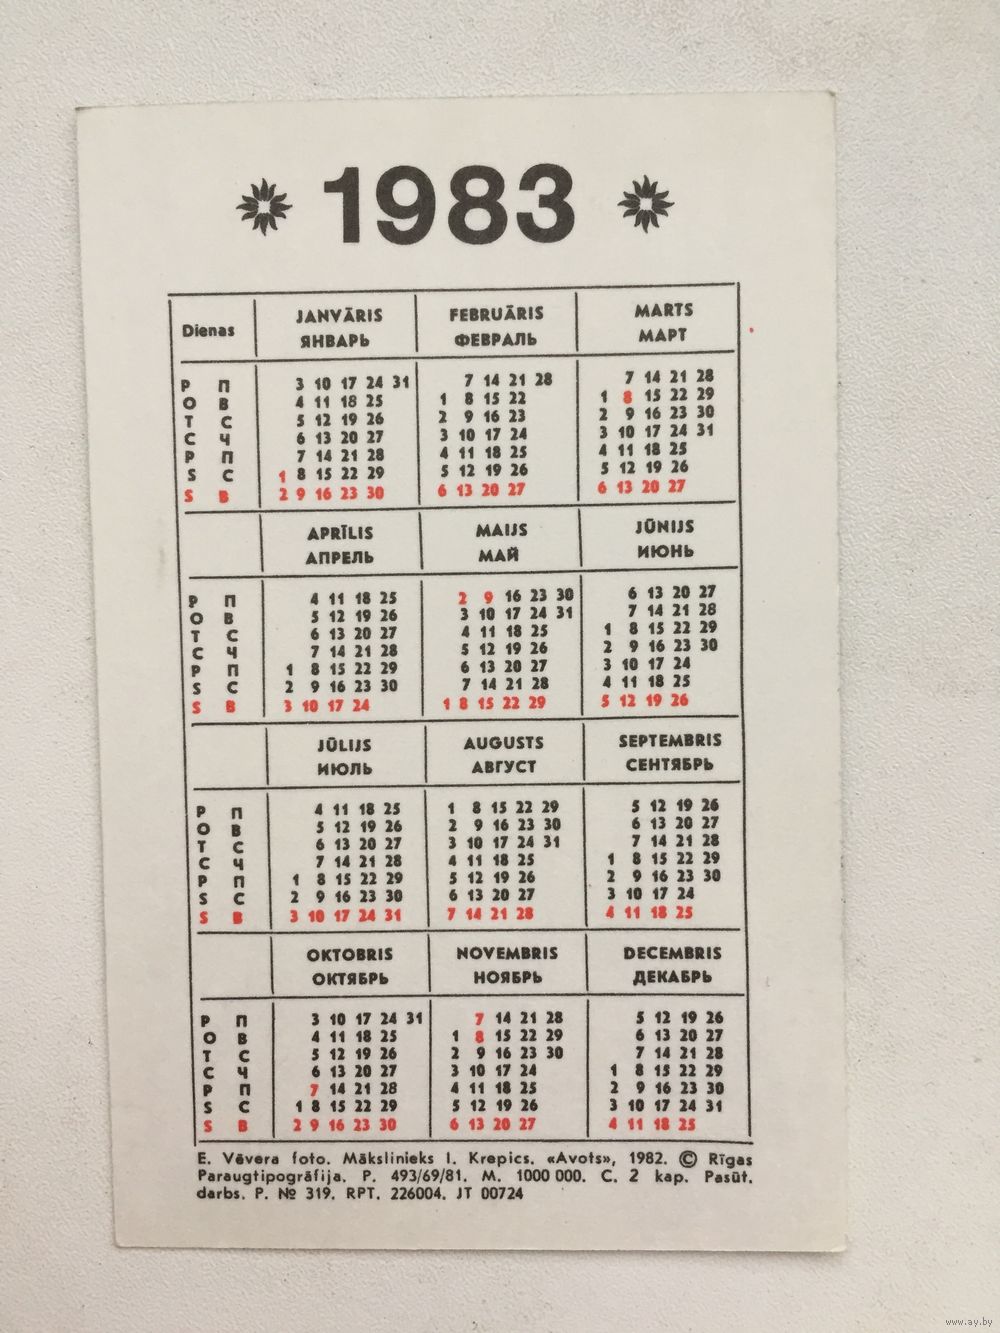 1983
Dienas JANVĀRIS FEBRUĀRIS MARTS
ЯНВАРЬ ФЕВРАЛЬ МАРТ
P П 3 10 17 24 31 7 14 21 28 7 14 21 28
O В 4 11 18 25 1 8 15 22 1 8 15 22 29
T С 5 12 19 26 2 9 16 23 2 9 16 23 30
C Ч 6 13 20 27 3 10 17 24 3 10 17 24 31
P П 7 14 21 28 4 11 18 25 4 11 18 25
S С 1 8 15 22 29 5 12 19 26 5 12 19 26
S В 2 9 16 23 30 6 13 20 27 6 13 20 27
APRĪLIS MAIJS JŪNIJS
АПРЕЛЬ МАЙ ИЮНЬ
P П 4 11 18 25 2 9 16 23 30 6 13 20 27
O В 5 12 19 26 3 10 17 24 31 7 14 21 28
T С 6 13 20 27 4 11 18 25 1 8 15 22 29
C Ч 7 14 21 28 5 12 19 26 2 9 16 23 30
P П 1 8 15 22 29 6 13 20 27 3 10 17 24
S С 2 9 16 23 30 7 14 21 28 4 11 18 25
S В 3 10 17 24 1 8 15 22 29 5 12 19 26
JŪLIJS AUGUSTS SEPTEMBRIS
ИЮЛЬ АВГУСТ СЕНТЯБРЬ
P П 4 11 18 25 1 8 15 22 29 5 12 19 26
O В 5 12 19 26 2 9 16 23 30 6 13 20 27
T С 6 13 20 27 3 10 17 24 31 7 14 21 28
C Ч 7 14 21 28 4 11 18 25 1 8 15 22 29
P П 1 8 15 22 29 5 12 19 26 2 9 16 23 30
S С 2 9 16 23 30 6 13 20 27 3 10 17 24
S В 3 10 17 24 31 7 14 21 28 4 11 18 25
OKTOBRIS NOVEMBRIS DECEMBRIS
ОКТЯБРЬ НОЯБРЬ ДЕКАБРЬ
P П 3 10 17 24 31 7 14 21 28 5 12 19 26
O В 4 11 18 25 1 8 15 22 29 6 13 20 27
T С 5 12 19 26 2 9 16 23 30 7 14 21 28
C Ч 6 13 20 27 3 10 17 24 1 8 15 22 29
P П 7 14 21 28 4 11 18 25 2 9 16 23 30
S С 1 8 15 22 29 5 12 19 26 3 10 17 24 31
S В 2 9 16 23 30 6 13 20 27 4 11 18 25
E. Vēvera foto. Mākslinieks I. Krepics. «Avots», 1982. © Rīgas
Paraugtipogrāfija. P. 493/69/81. M. 1000 000. C. 2 kap. Pasūt.
darbs. P. № 319. RPT. 226004. JT 00724
www.ay.by